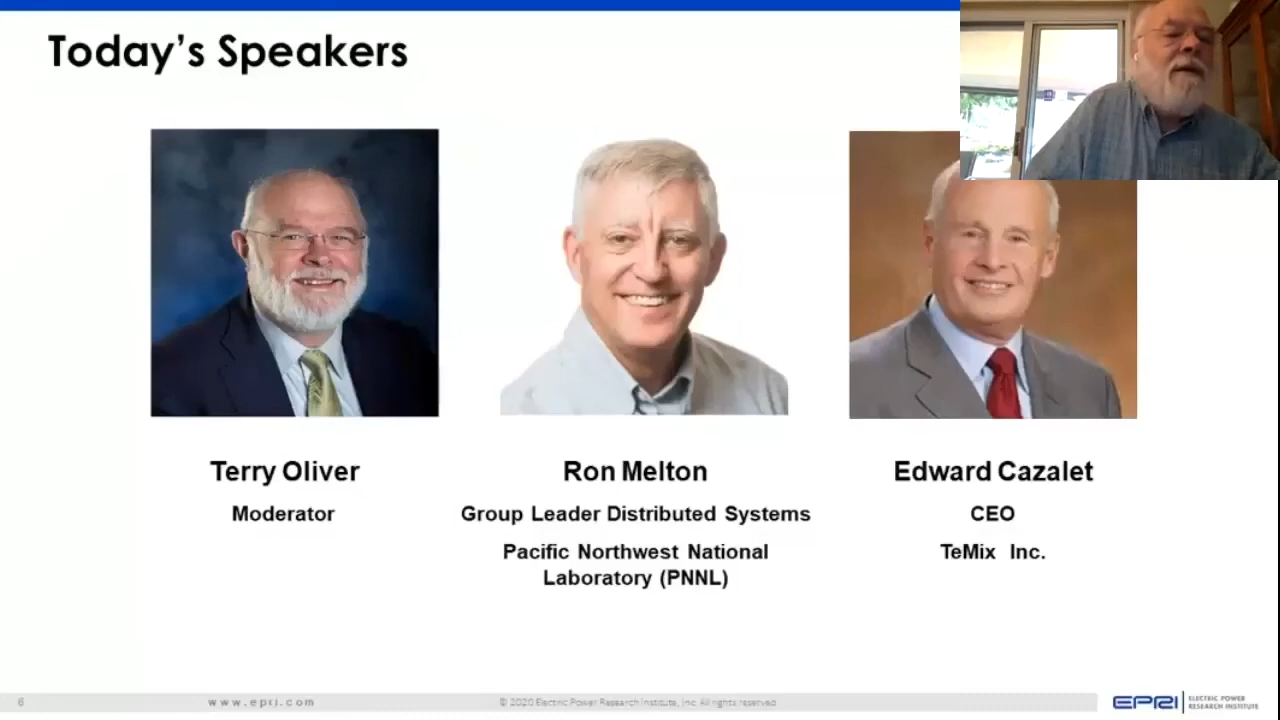 Today's Speakers
Terry Oliver
Moderator
Ron Melton
Group Leader Distributed Systems
Pacific Northwest National
Laboratory (PNNL)
Edward Cazalet
CEO
TeMix Inc.
6
www.epri.com
© 2020 Electric Power Research Institute, Inc. All rights reserved.
EPRI
ELECTRIC POWER
RESEARCH INSTITUTE